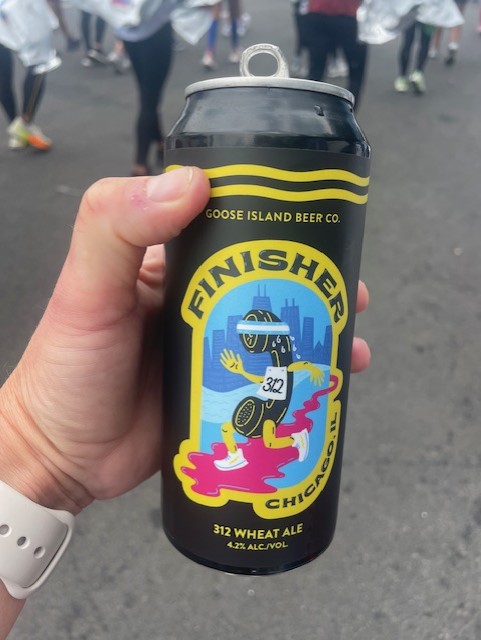 GOOSE ISLAND BEER CO.
FINISHER
312
CHICAGO, IL
312 WHEAT ALE
4.2% ALC./VOL.